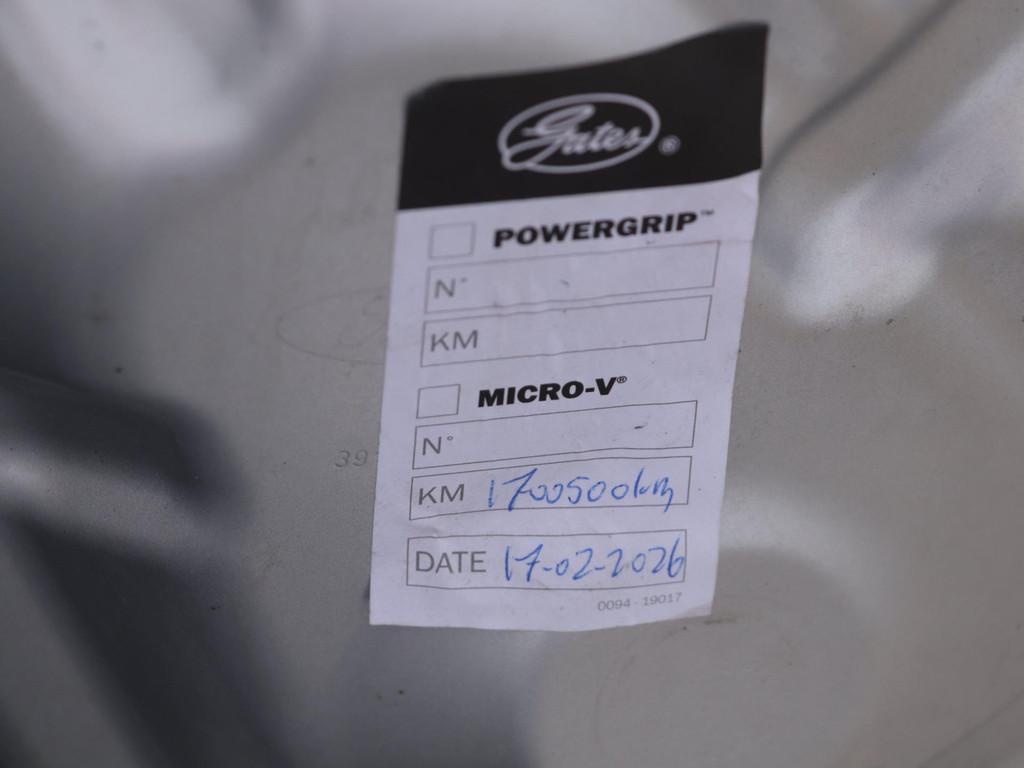 Gates®
POWERGRIP™
N°
KM
MICRO-V®
N°
KM 1700500km
DATE 17-02-2026
0094 - 19017
39